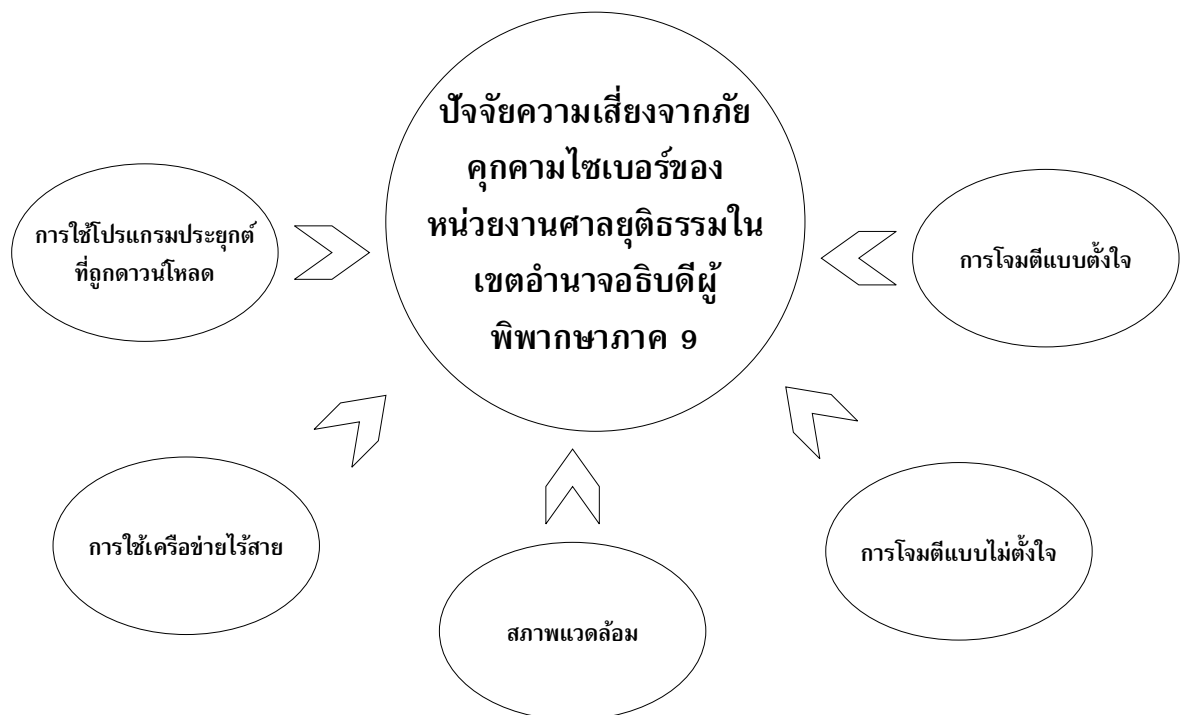 ปัจจัยความเสี่ยงจากภัย
คุกคามไซเบอร์ของ
หน่วยงานศาลยุติธรรมใน
เขตอำนาจอธิบดีผู้
พิพากษาภาค 9
การใช้โปรแกรมประยุกต์
ที่ถูกดาวน์โหลด
การโจมตีแบบตั้งใจ
การใช้เครือข่ายไร้สาย
การโจมตีแบบไม่ตั้งใจ
สภาพแวดล้อม